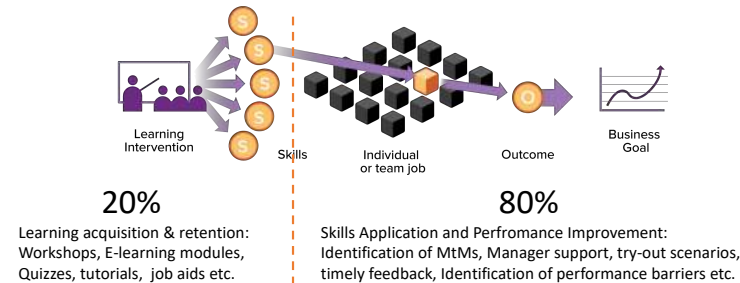 S
S
S
S
S
O
Learning
Intervention
Skills
Individual
or team job
Outcome
Business
Goal
20%
Learning acquisition & retention:
Workshops, E-learning modules,
Quizzes, tutorials, job aids etc.
80%
Skills Application and Perfromance Improvement:
Identification of MtMs, Manager support, try-out scenarios,
timely feedback, Identification of performance barriers etc.